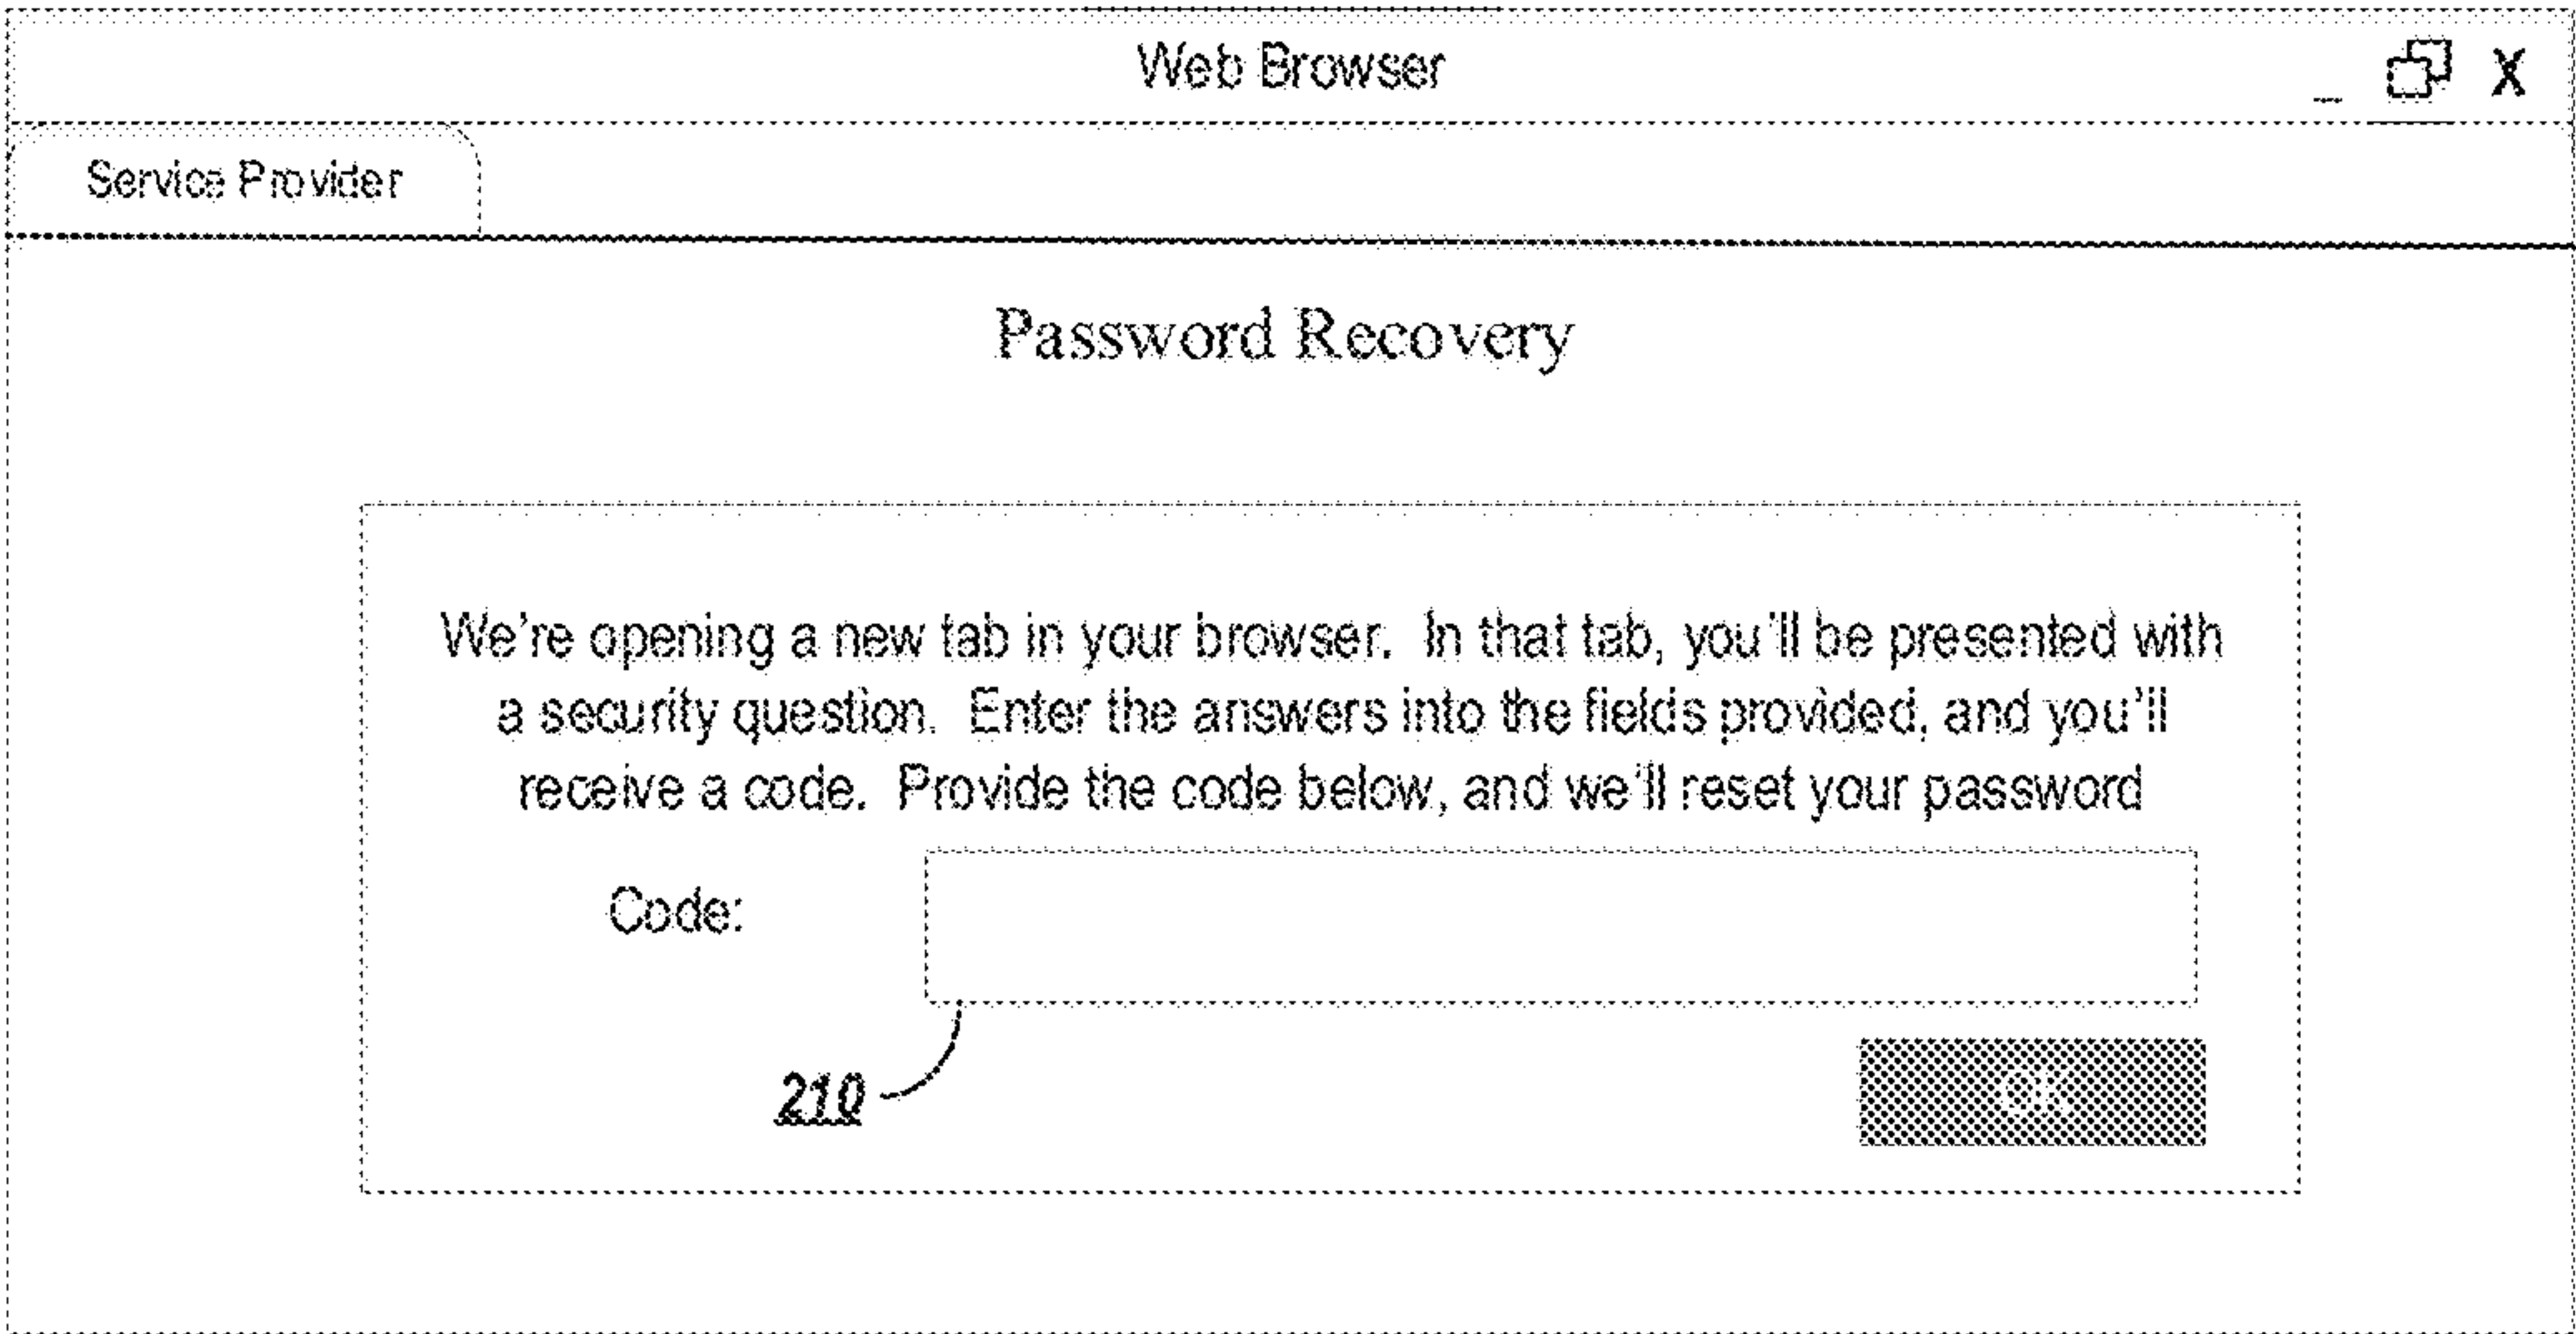 Web Browser _ X
Service Provider
Password Recovery
We're opening a new tab in your browser. In that tab, you'll be presented with
a security question. Enter the answers into the fields provided, and you'll
receive a code. Provide the code below, and we'll reset your password
Code:
210
OK